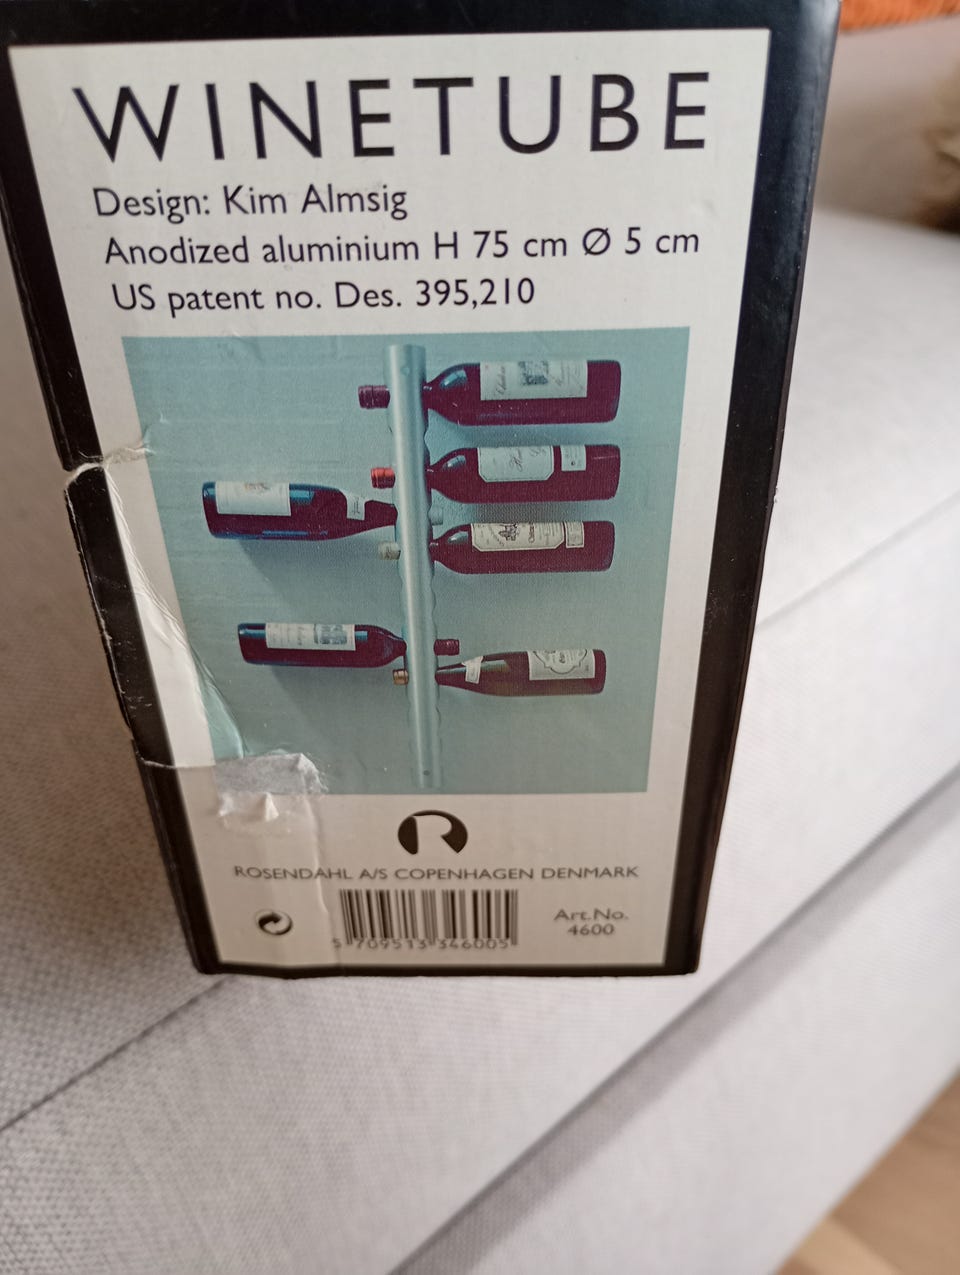 WINETUBE
Design: Kim Almsig
Anodized aluminium H 75 cm Ø 5 cm
US patent no. Des. 395,210
R
ROSENDAHL A/S COPENHAGEN DENMARK
5 709513 346005
Art.No.
4600